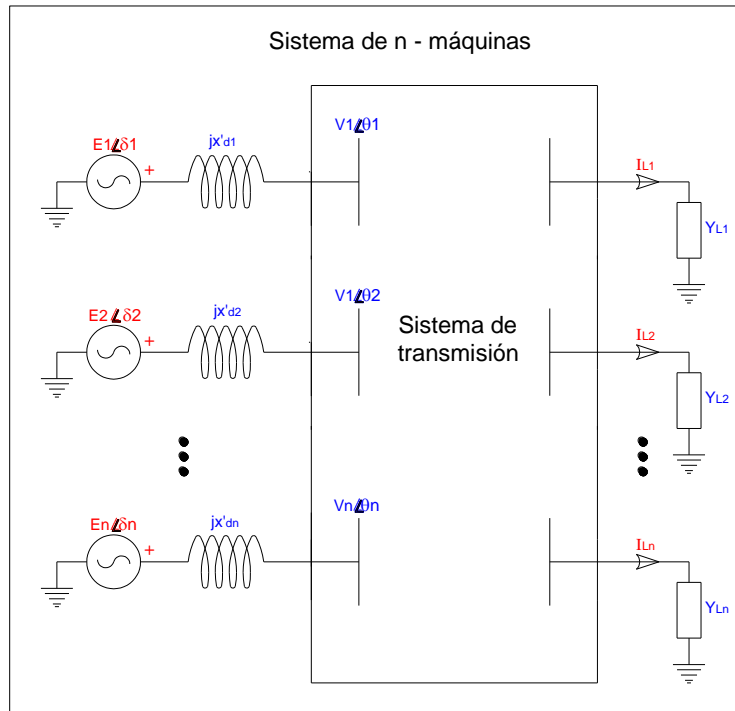 Sistema de n - máquinas
E1∠δ1
+
jx'd1
V1∠θ1
IL1
YL1
E2∠δ2
+
jx'd2
V1∠θ2
Sistema de
transmisión
IL2
YL2
En∠δn
+
jx'dn
Vn∠θn
ILn
YLn